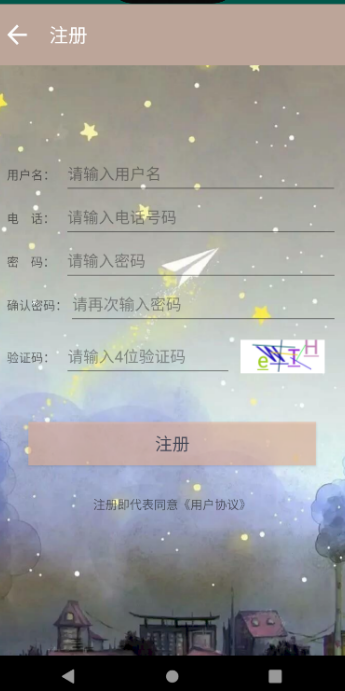 注册
用户名： 请输入用户名
电 话： 请输入电话号码
密 码： 请输入密码
确认密码： 请再次输入密码
验证码： 请输入4位验证码
注册
注册即代表同意《用户协议》